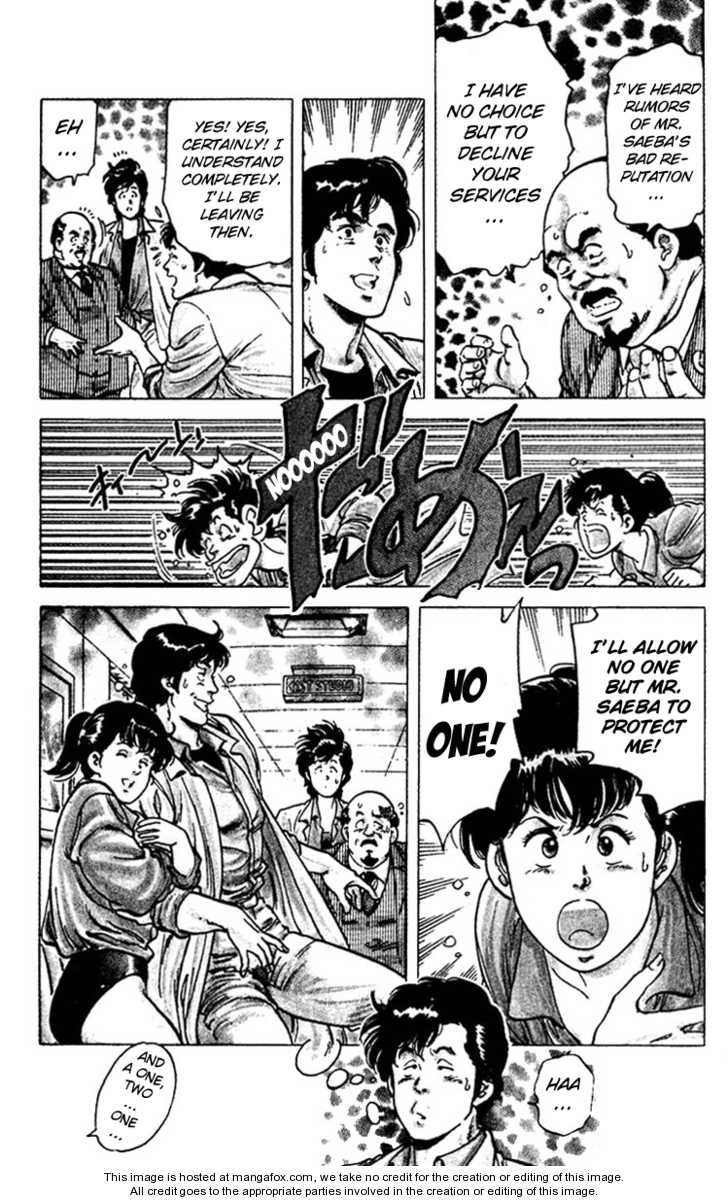 I'VE HEARD
RUMORS
OF MR.
SAEBA'S
BAD RE-
PUTATION
...
I HAVE
NO CHOICE
BUT TO
DECLINE
YOUR
SERVICES
...
YES! YES,
CERTAINLY! I
UNDERSTAND
COMPLETELY.
I'LL BE
LEAVING
THEN.
EH
...
だめえっ
NOOOOOO
I'LL ALLOW
NO ONE
BUT MR.
SAEBA TO
PROTECT
ME!
NO
ONE!
HAA
...
AND
A ONE,
TWO
...
ONE
...
This image is hosted at mangafox.com, we take no credit for the creation or editing of this image.
All credit goes to the appropriate parties involved in creating or editing of this image.